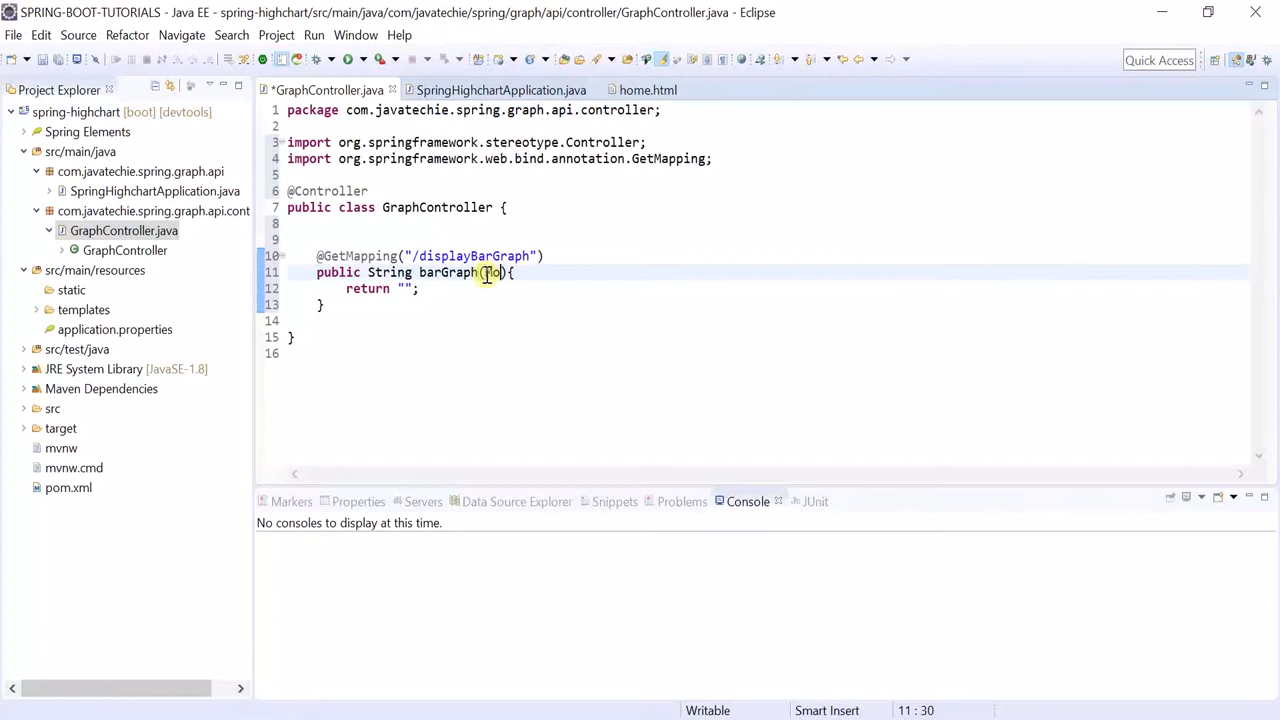 SPRING-BOOT-TUTORIALS - Java EE - spring-highchart/src/main/java/com/javatechie/spring/graph/api/controller/GraphController.java - Eclipse
File Edit Source Refactor Navigate Search Project Run Window Help
Quick Access
Project Explorer
*GraphController.java SpringHighchartApplication.java home.html
spring-highchart [boot] [devtools]
Spring Elements
src/main/java
com.javatechie.spring.graph.api
SpringHighchartApplication.java
com.javatechie.spring.graph.api.cont
GraphController.java
GraphController
src/main/resources
static
templates
application.properties
src/test/java
JRE System Library [JavaSE-1.8]
Maven Dependencies
src
target
mvnw
mvnw.cmd
pom.xml
1 package com.javatechie.spring.graph.api.controller;
2
3 import org.springframework.stereotype.Controller;
4 import org.springframework.web.bind.annotation.GetMapping;
5
6 @Controller
7 public class GraphController {
8
9
10 @GetMapping("/displayBarGraph")
11 public String barGraph(Mo){
12 return "";
13 }
14
15 }
16
Markers Properties Servers Data Source Explorer Snippets Problems Console JUnit
No consoles to display at this time.
Writable Smart Insert 11 : 30